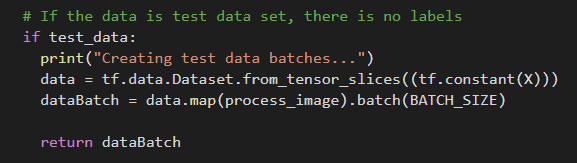 # If the data is test data set, there is no labels
if test_data:
print("Creating test data batches...")
data = tf.data.Dataset.from_tensor_slices((tf.constant(X)))
dataBatch = data.map(process_image).batch(BATCH_SIZE)
return dataBatch